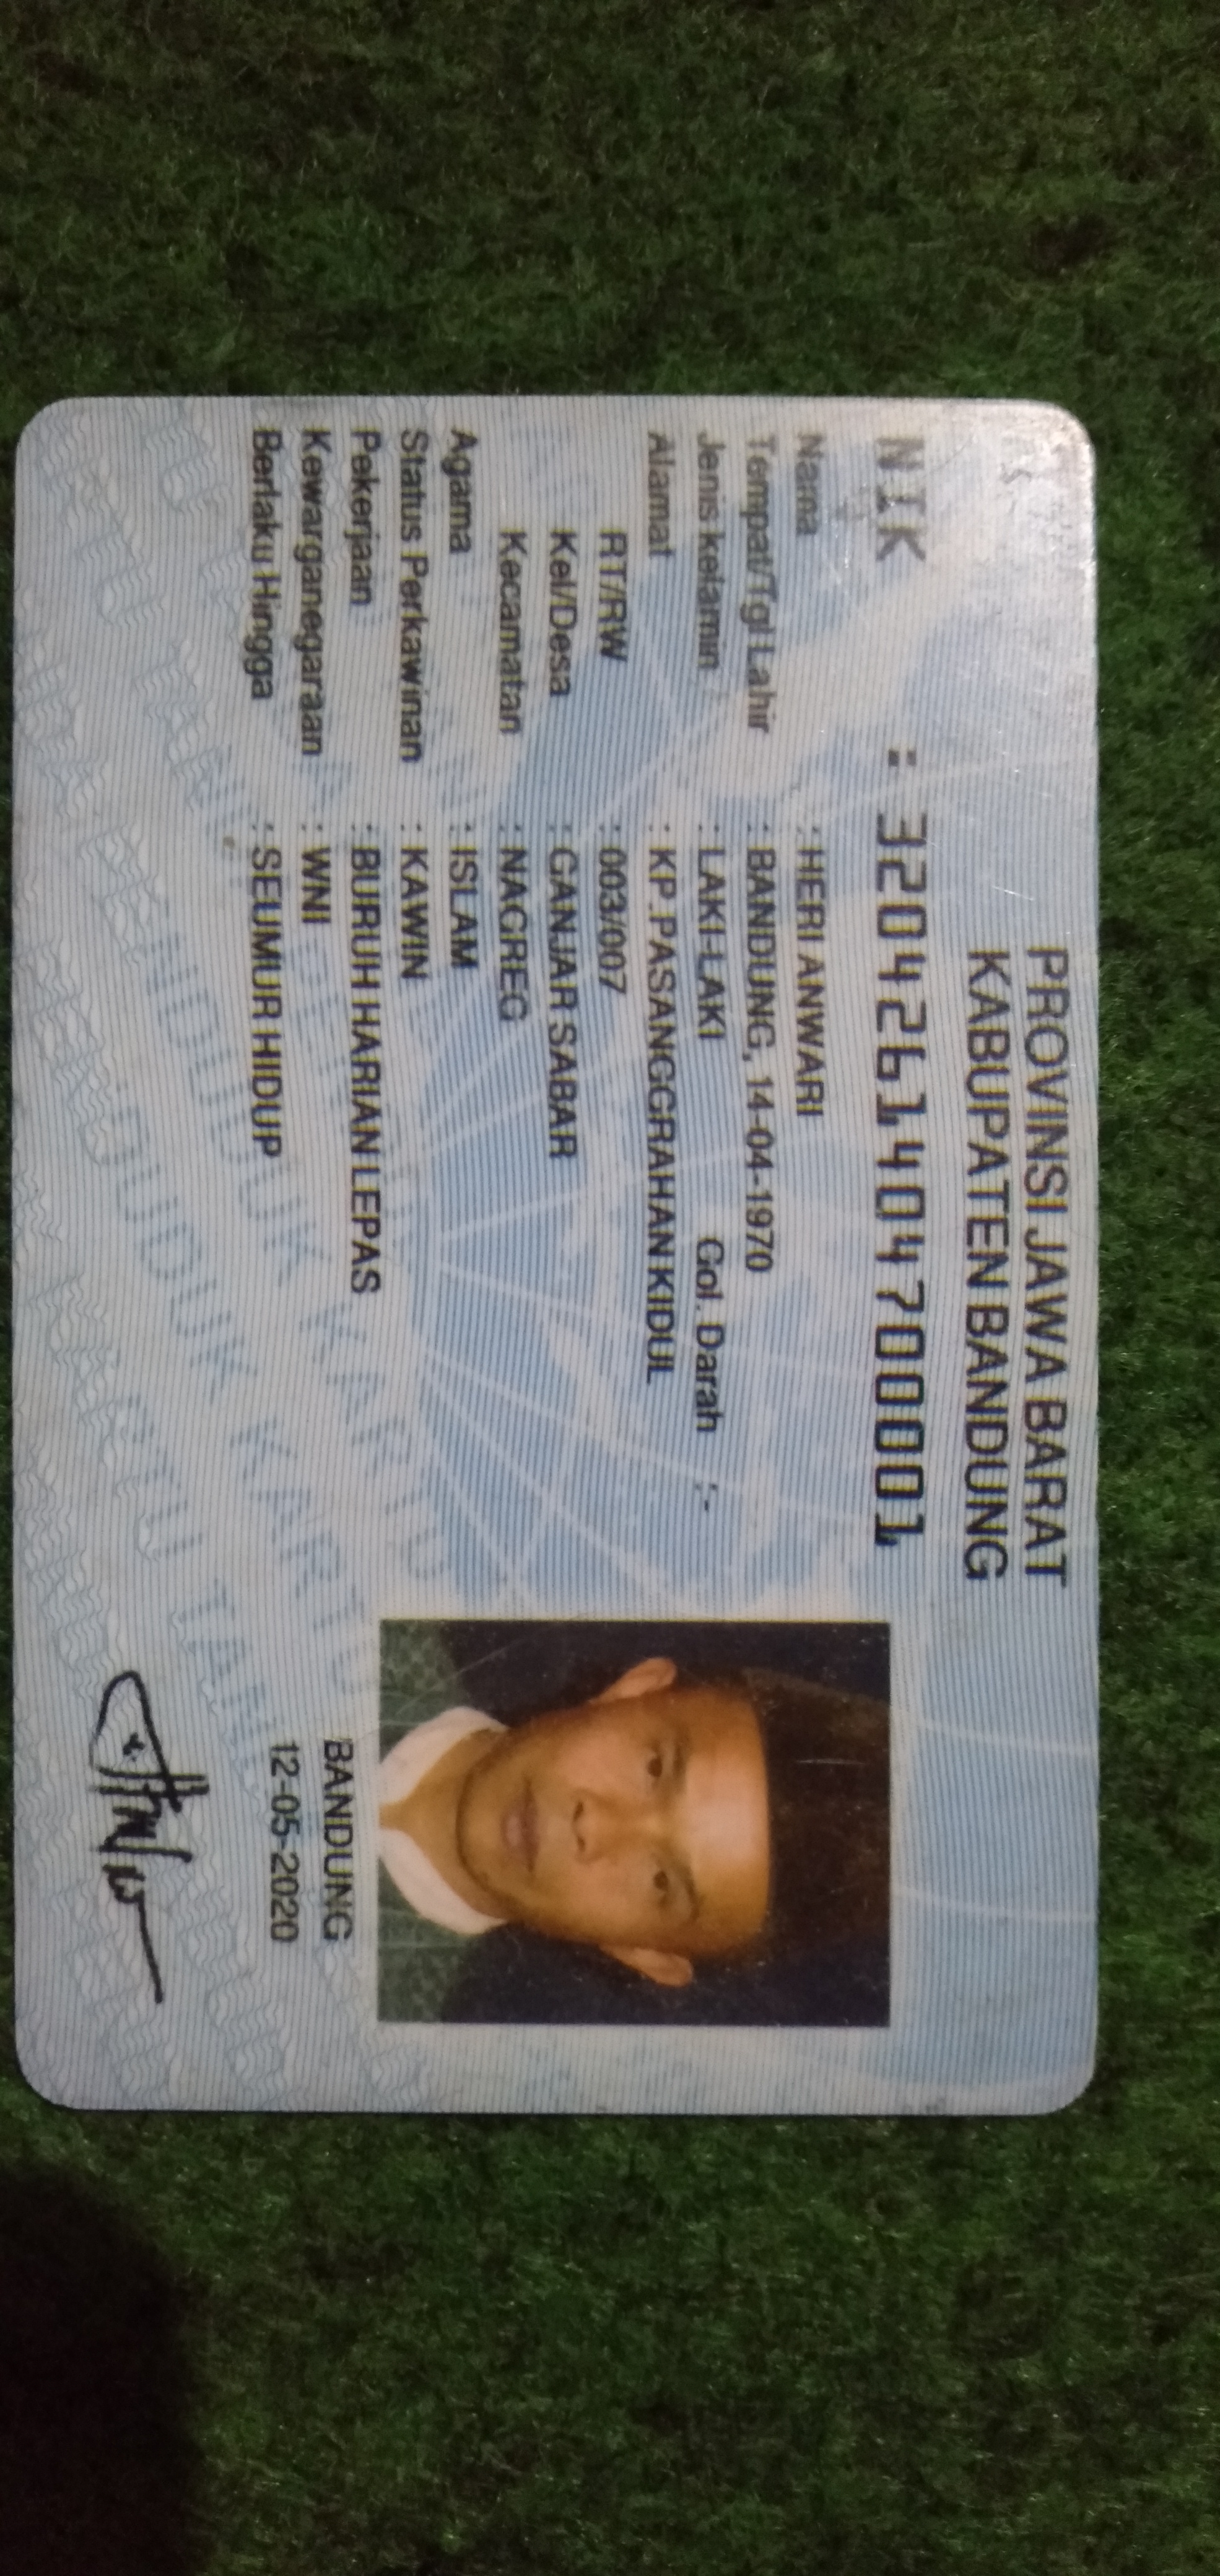 PROVINSI JAWA BARAT
KABUPATEN BANDUNG
NIK : 3204261404700001
Nama : HERI ANWARI
Tempat/Tgl Lahir : BANDUNG, 14-04-1970
Jenis kelamin : LAKI-LAKI Gol. Darah :-
Alamat : KP.PASANGGRAHAN KIDUL
RT/RW : 003/007
Kel/Desa : GANJAR SABAR
Kecamatan : NAGREG
Agama : ISLAM
Status Perkawinan : KAWIN
Pekerjaan : BURUH HARIAN LEPAS
Kewarganegaraan : WNI
Berlaku Hingga : SEUMUR HIDUP
BANDUNG
12-05-2020